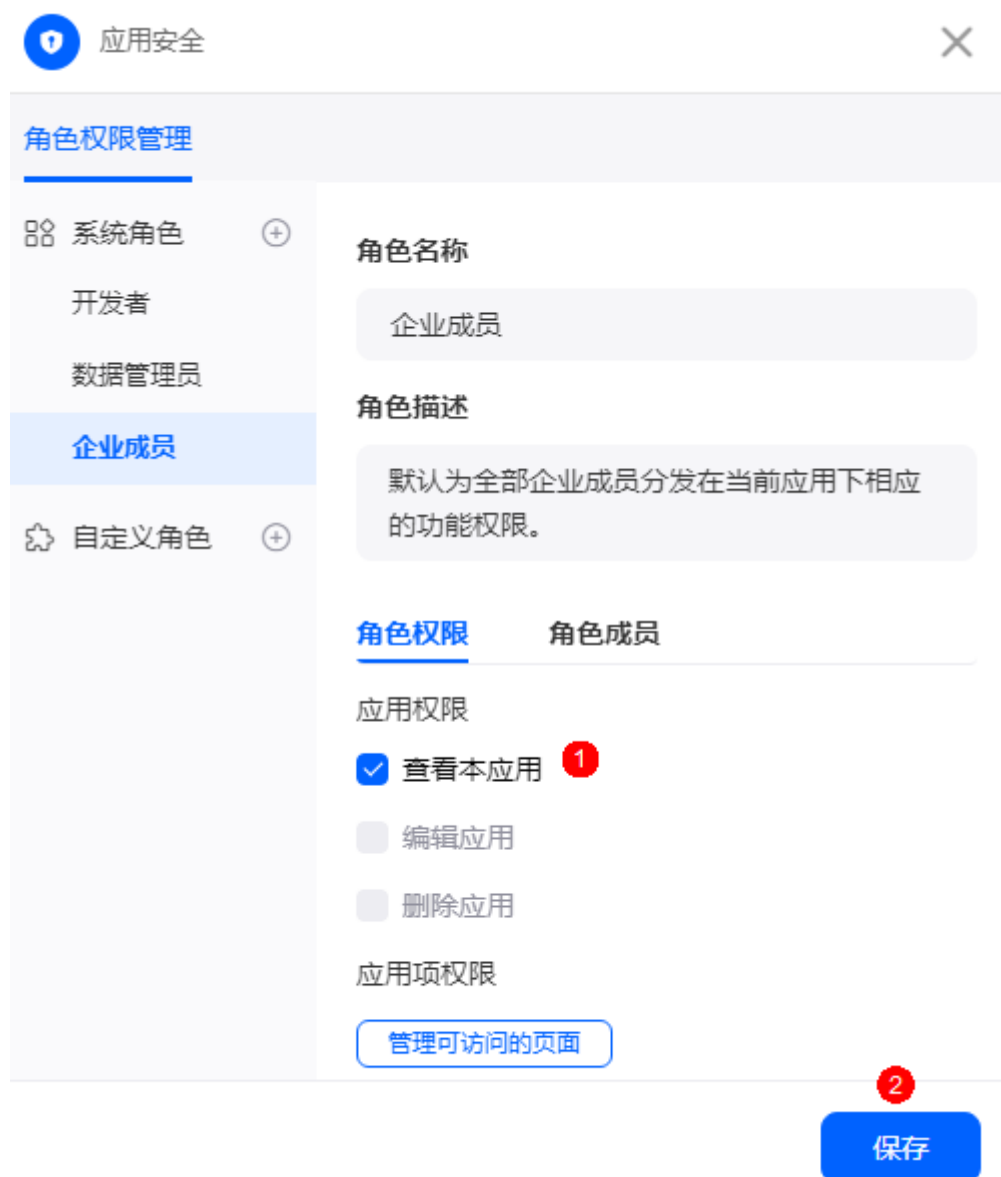 应用安全
角色权限管理
系统角色
开发者
数据管理员
企业成员
自定义角色
角色名称
企业成员
角色描述
默认为全部企业成员分发在当前应用下相应
的功能权限。
角色权限 角色成员
应用权限
查看本应用 1
编辑应用
删除应用
应用项权限
管理可访问的页面
2
保存